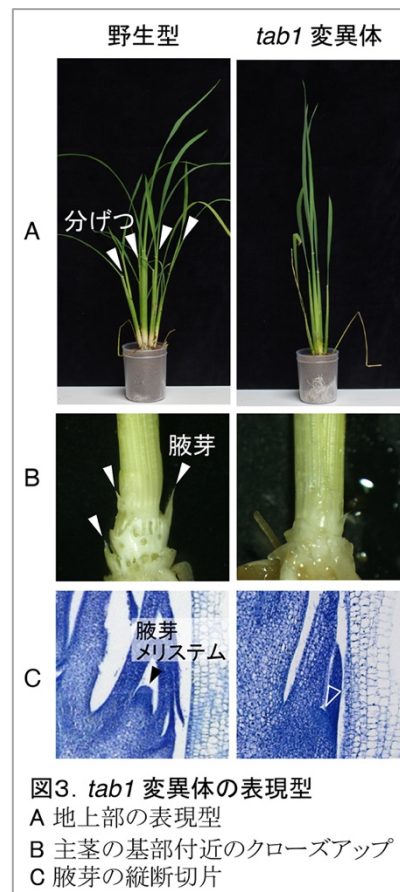 野生型
tab1 変異体
A
分げつ
B
腋芽
C
腋芽
メリステム
図3. tab1 変異体の表現型
A 地上部の表現型
B 主茎の基部付近のクローズアップ
C 腋芽の縦断切片